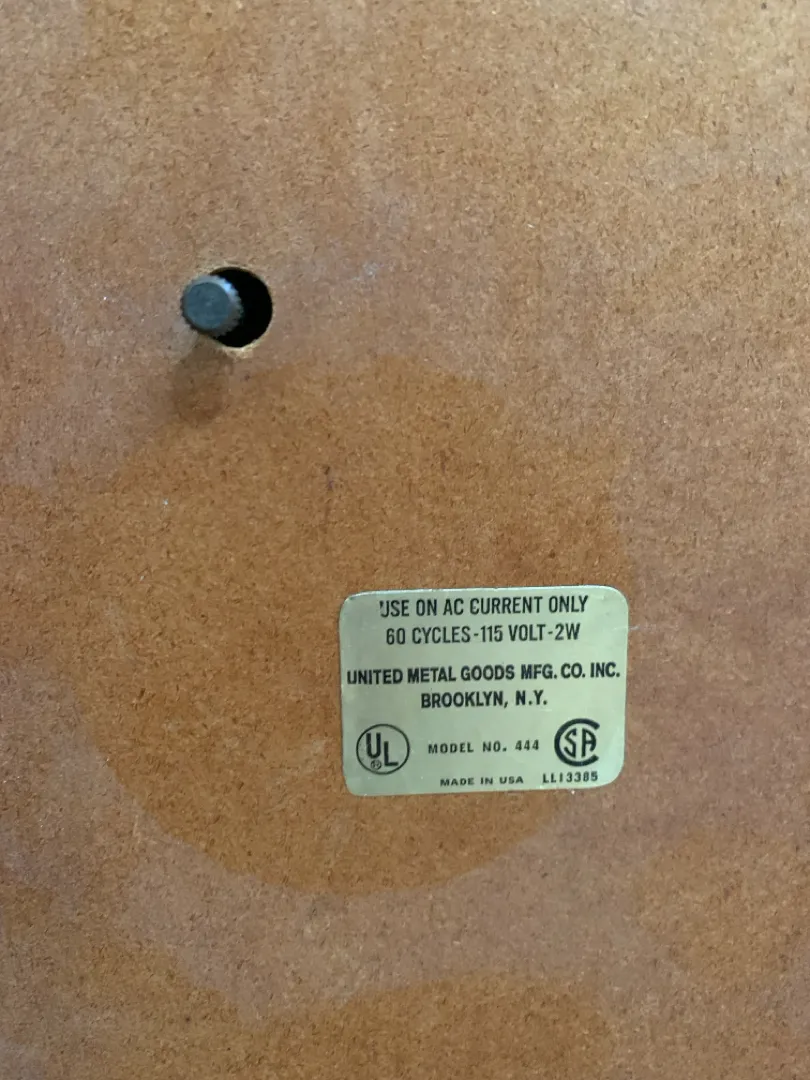 USE ON AC CURRENT ONLY
60 CYCLES-115 VOLT-2W
UNITED METAL GOODS MFG. CO. INC.
BROOKLYN, N.Y.
UL MODEL NO. 444 SA
MADE IN USA LL13385